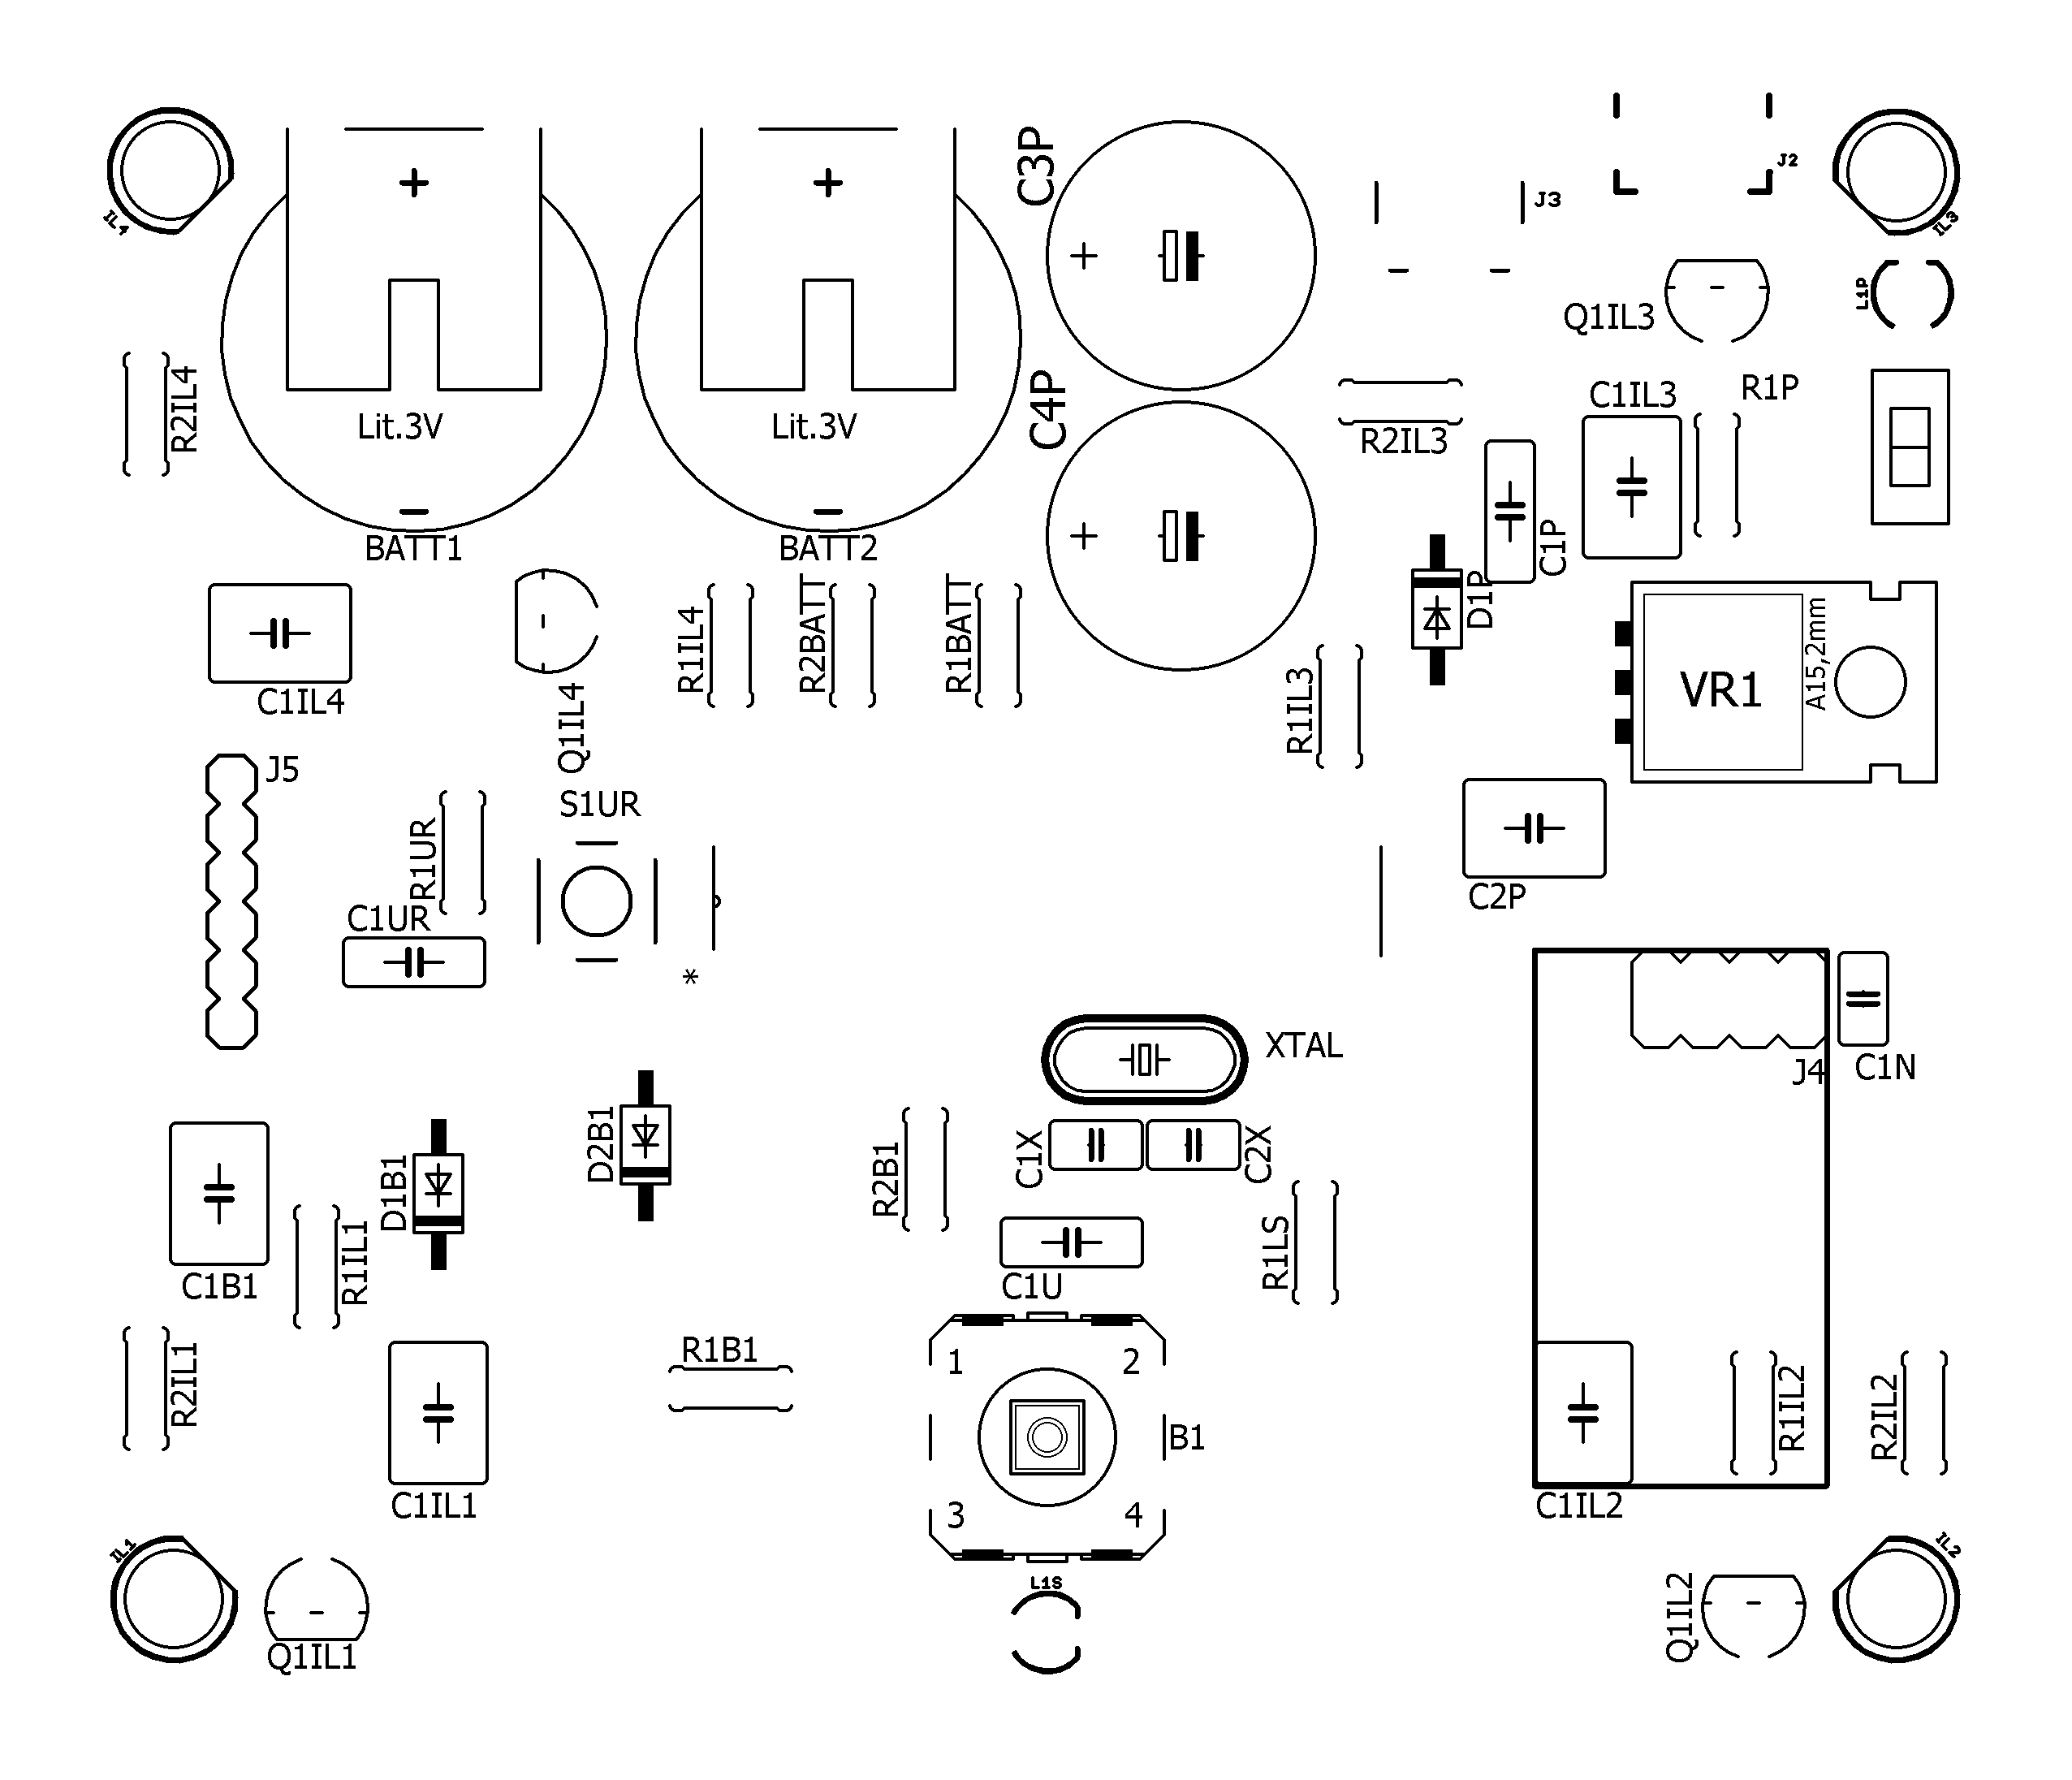 IL4
+
+
C3P
+
J2
J3
IL3
Q1IL3
L1P
R2IL4
Lit.3V
Lit.3V
C4P
R2IL3
C1IL3
R1P
BATT1
BATT2
+
C1P
D1P
C1IL4
Q1IL4
R1IL4
R2BATT
R1BATT
R1IL3
VR1
A15,2mm
J5
S1UR
R1UR
C1UR
*
C2P
XTAL
J4
C1N
D2B1
D1B1
R2B1
C1X
C2X
C1B1
R1IL1
C1U
R1LS
R2IL1
R1B1
1
2
B1
R1IL2
R2IL2
C1IL1
3
4
C1IL2
IL1
IL2
L1S
Q1IL1
Q1IL2